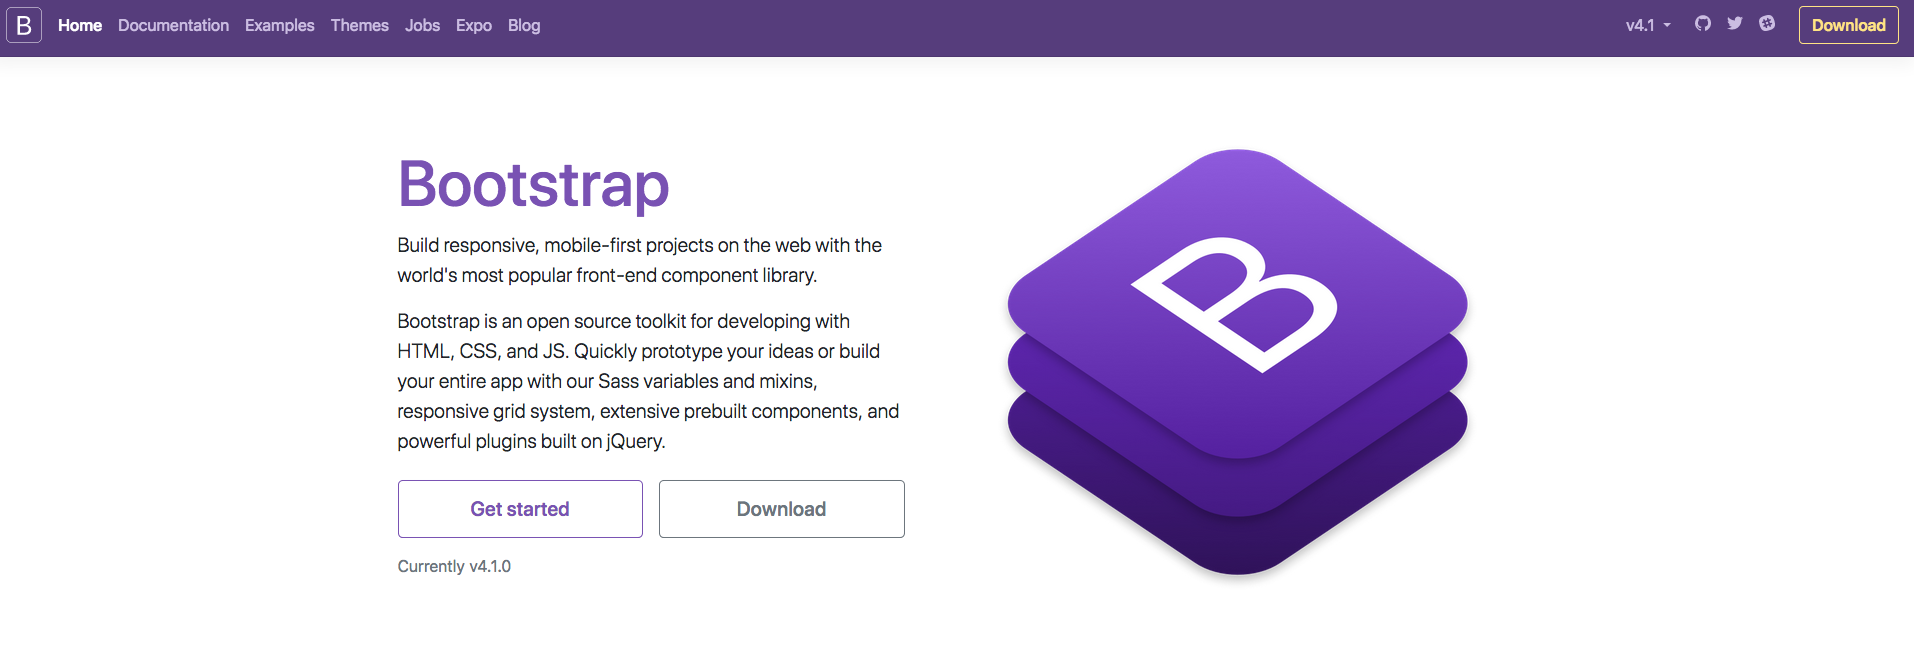 B Home Documentation Examples Themes Jobs Expo Blog v4.1 Download
Bootstrap
Build responsive, mobile-first projects on the web with the
world's most popular front-end component library.
Bootstrap is an open source toolkit for developing with
HTML, CSS, and JS. Quickly prototype your ideas or build
your entire app with our Sass variables and mixins,
responsive grid system, extensive prebuilt components, and
powerful plugins built on jQuery.
Get started Download
Currently v4.1.0
B